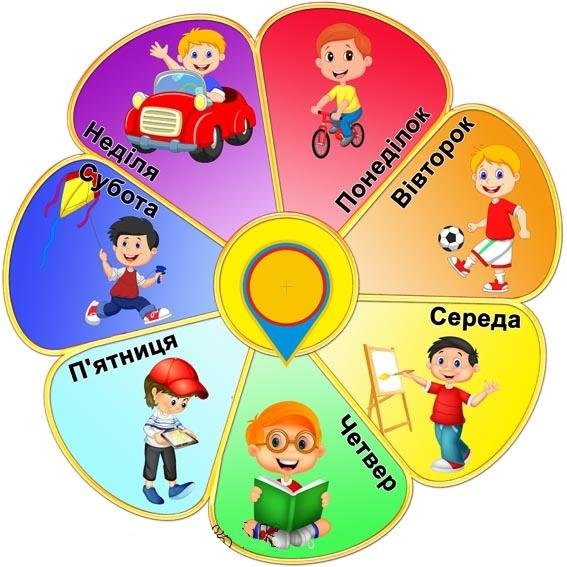 Понеділок
Вівторок
Середа
Четвер
П'ятниця
Субота
Неділя